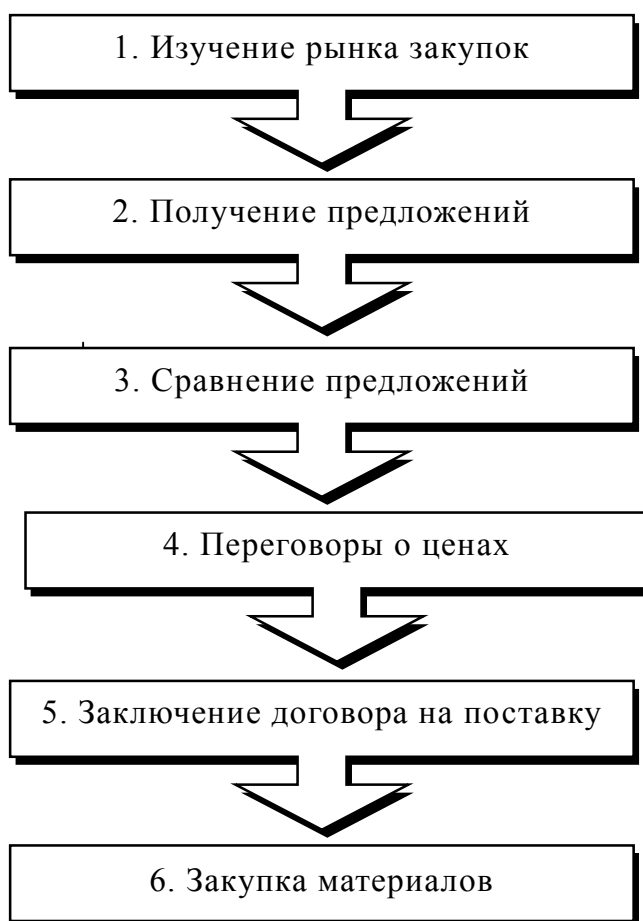 1. Изучение рынка закупок
2. Получение предложений
3. Сравнение предложений
4. Переговоры о ценах
5. Заключение договора на поставку
6. Закупка материалов